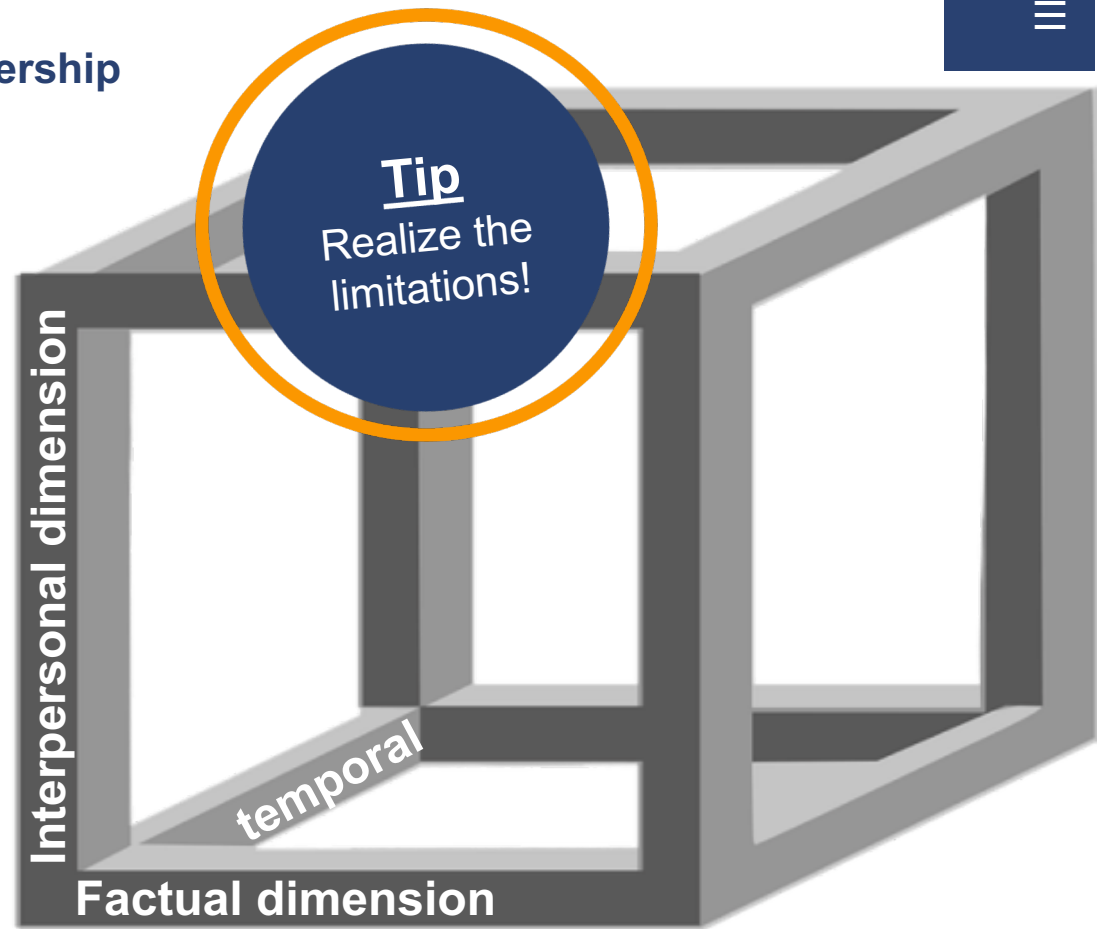 ership
Tip
Realize the
limitations!
Interpersonal dimension
temporal
Factual dimension